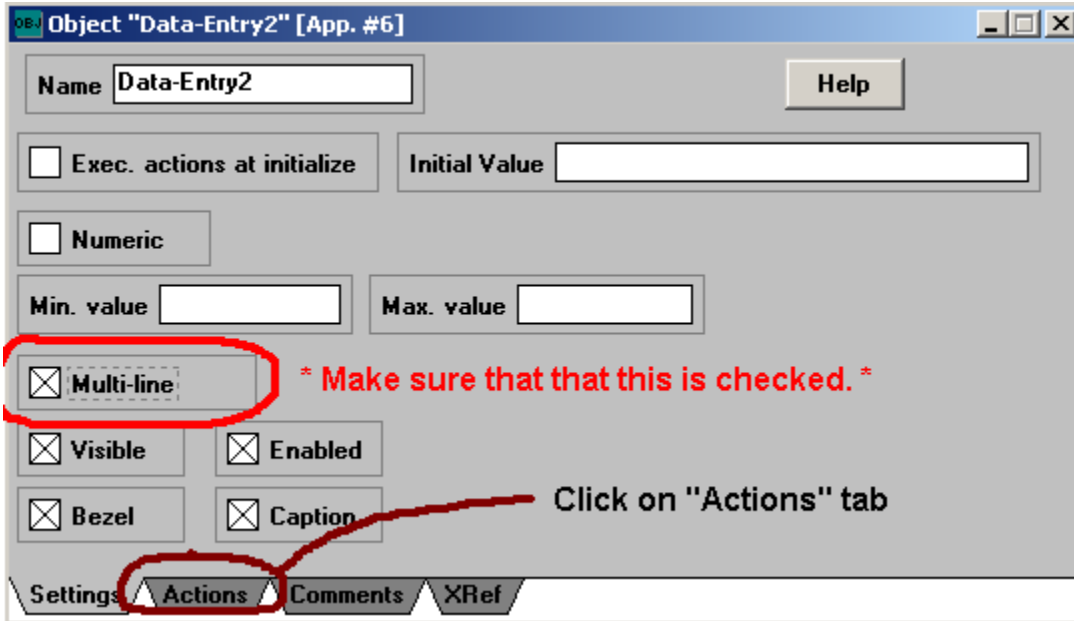 OBJ Object "Data-Entry2" [App. #6]
Name Data-Entry2 Help
Exec. actions at initialize Initial Value
Numeric
Min. value Max. value
Multi-line * Make sure that that this is checked. *
Visible Enabled
Click on "Actions" tab
Bezel Caption
Settings Actions Comments XRef